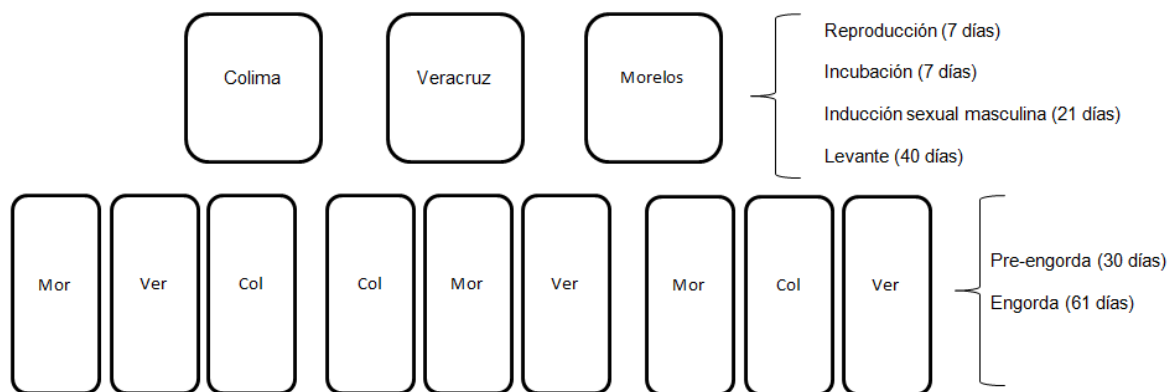 Colima
Veracruz
Morelos
Reproducción (7 días)
Incubación (7 días)
Inducción sexual masculina (21 días)
Levante (40 días)
Mor
Ver
Col
Col
Mor
Ver
Mor
Col
Ver
Pre-engorda (30 días)
Engorda (61 días)